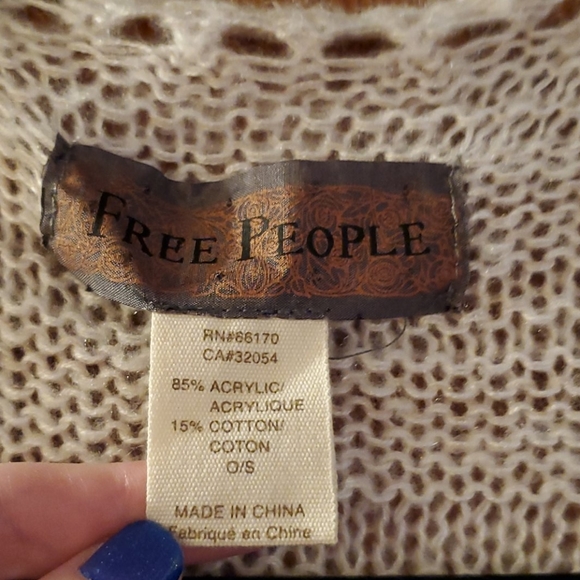 FREE PEOPLE
RN#66170
CA#32054
85% ACRYLIC/
ACRYLIQUE
15% COTTON/
COTON
O/S
MADE IN CHINA
Fabriqué en Chine